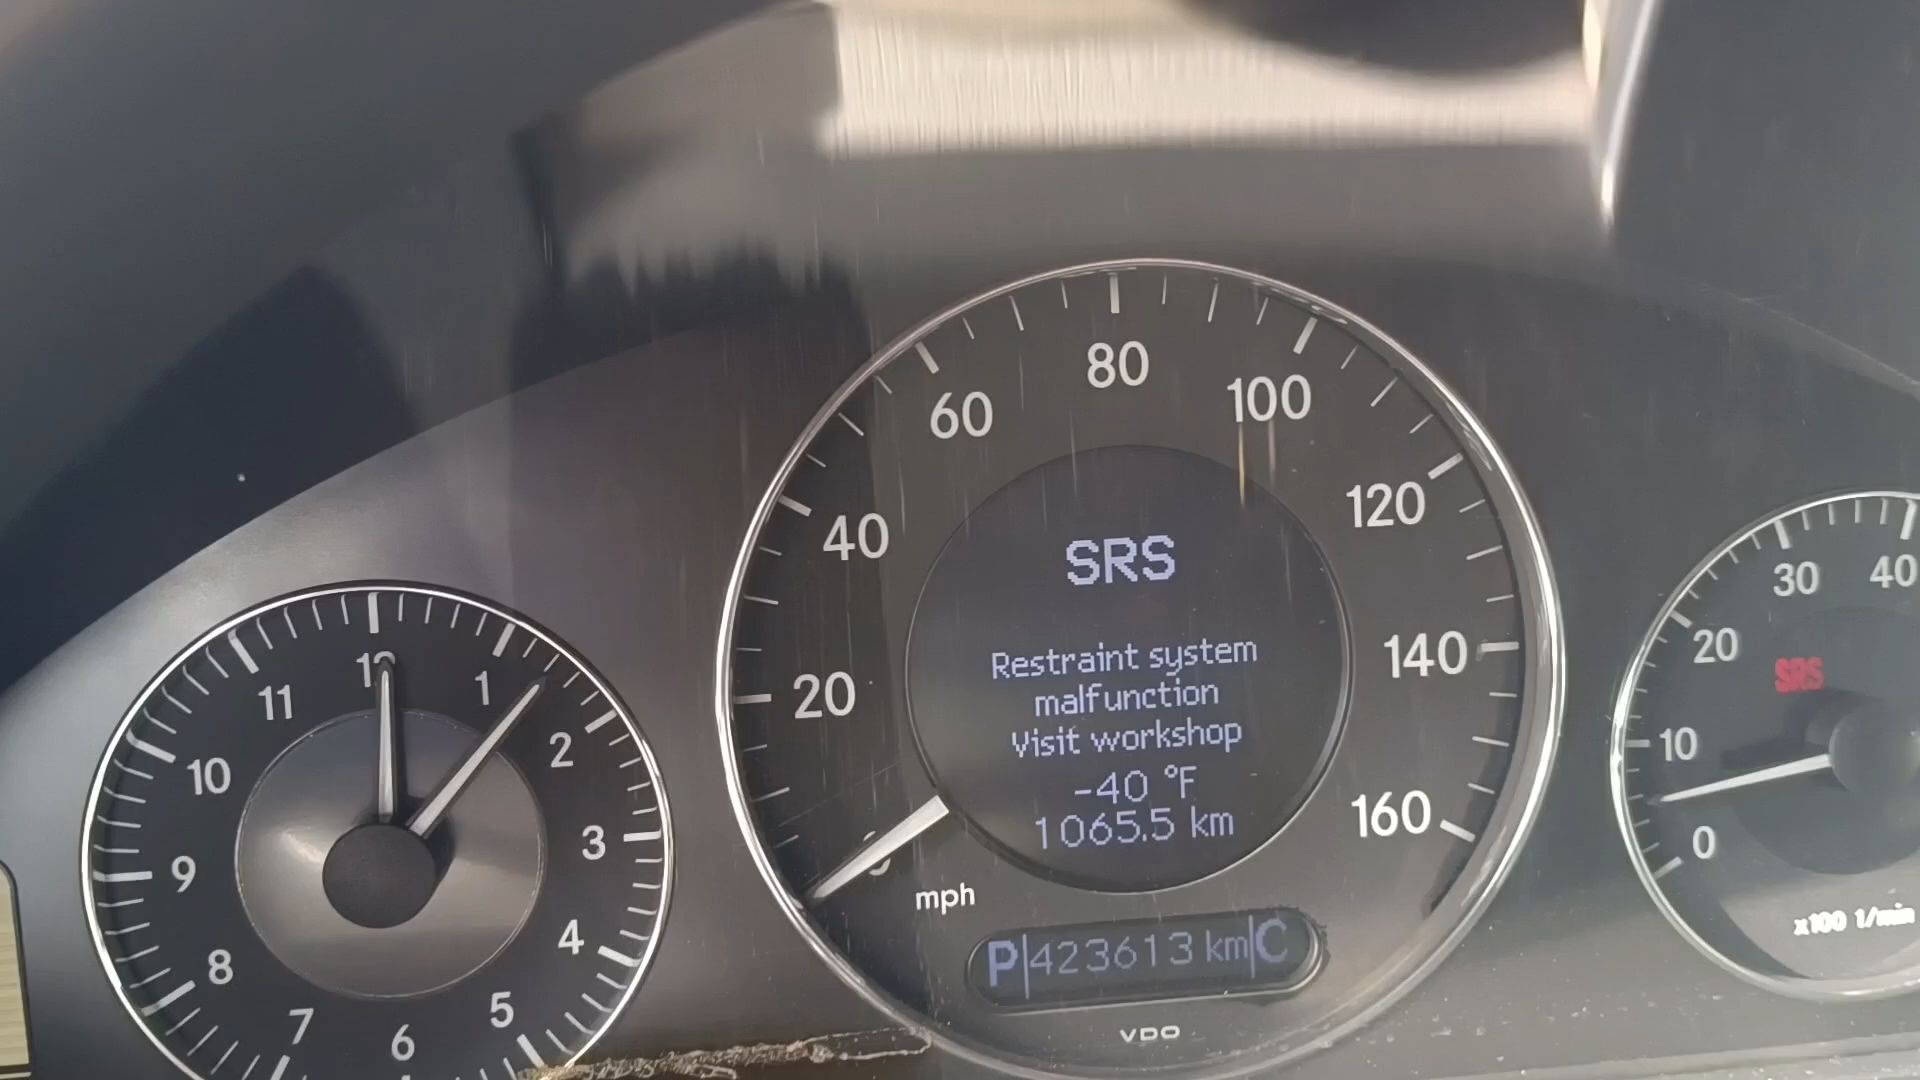 80
60
100
40
120
SRS
30
40
20
SRS
Restraint system
malfunction
Visit workshop
-40 °F
1065.5 km
20
140
10
160
0
mph
P 423613 km C
x100 1/min
VDO
12
1
2
3
4
5
6
7
8
9
10
11